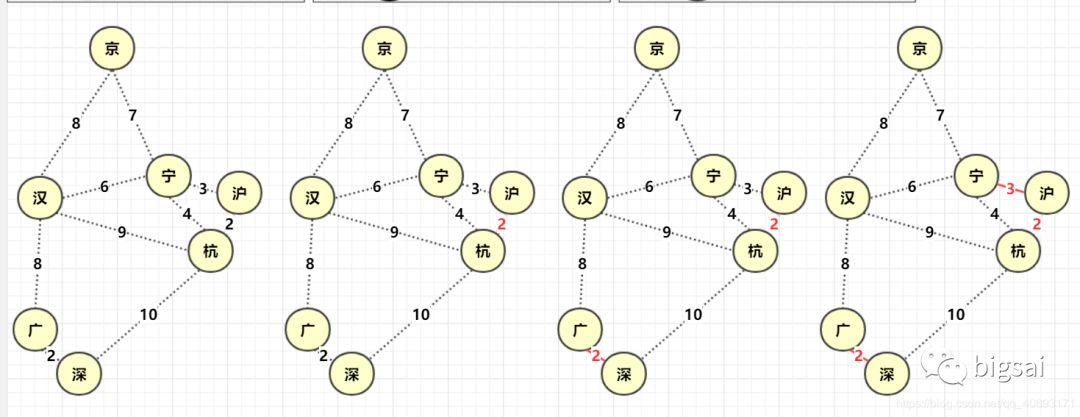 京 京 京 京
8 7 8 7 8 7 8 7
汉 6 宁 3 沪 汉 6 宁 3 沪 汉 6 宁 3 沪 汉 6 宁 3 沪
4 2 4 2 4 2 4 2
9 杭 9 杭 9 杭 9 杭
8 8 8 8
10 10 10 10
广 广 广 广
2 深 2 深 2 深 2 深
bigsai
https://blog.csdn.net/qq_40693171